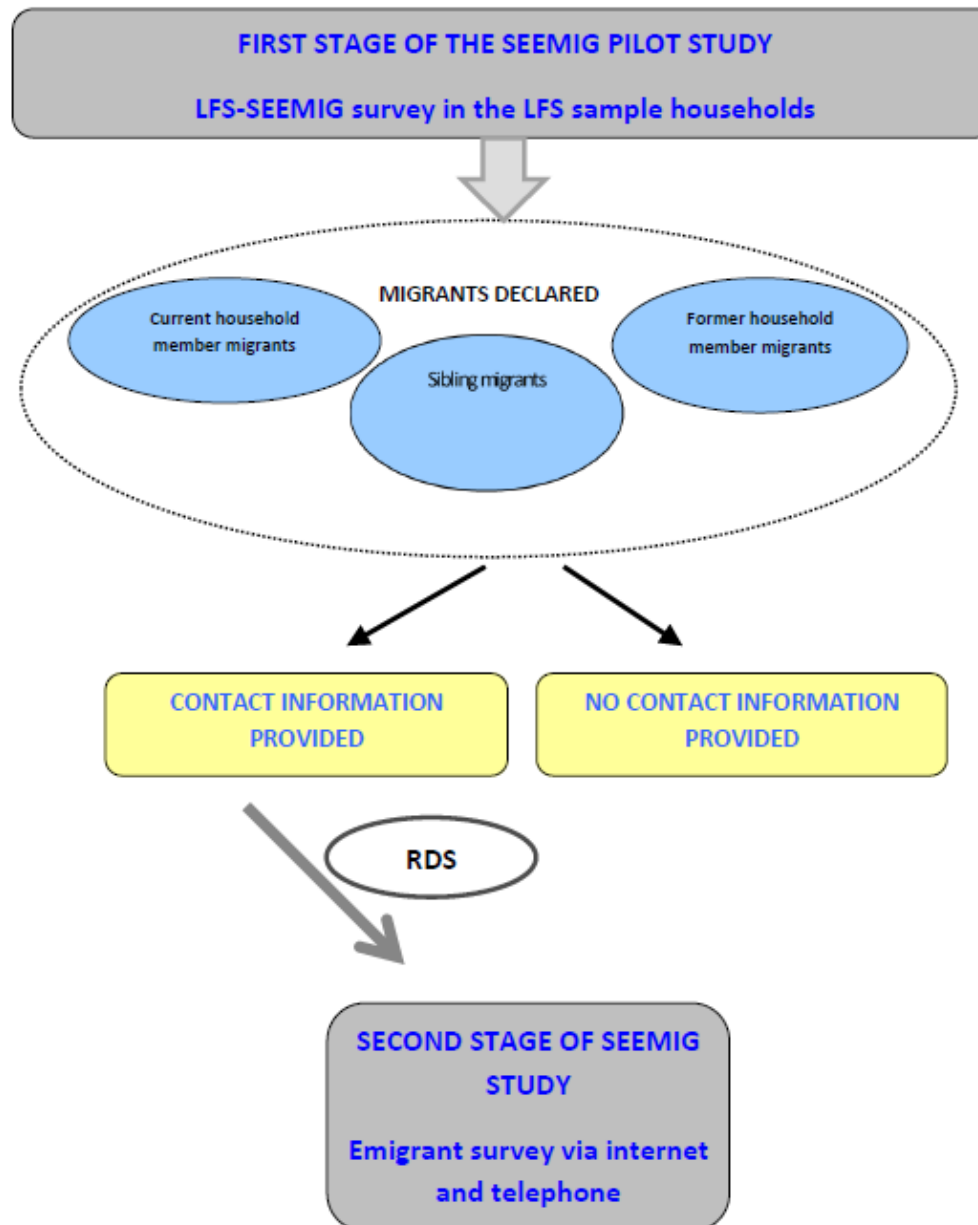 FIRST STAGE OF THE SEEMIG PILOT STUDY
LFS-SEEMIG survey in the LFS sample households
MIGRANTS DECLARED
Current household
member migrants
Sibling migrants
Former household
member migrants
CONTACT INFORMATION
PROVIDED
NO CONTACT INFORMATION
PROVIDED
RDS
SECOND STAGE OF SEEMIG
STUDY
Emigrant survey via internet
and telephone